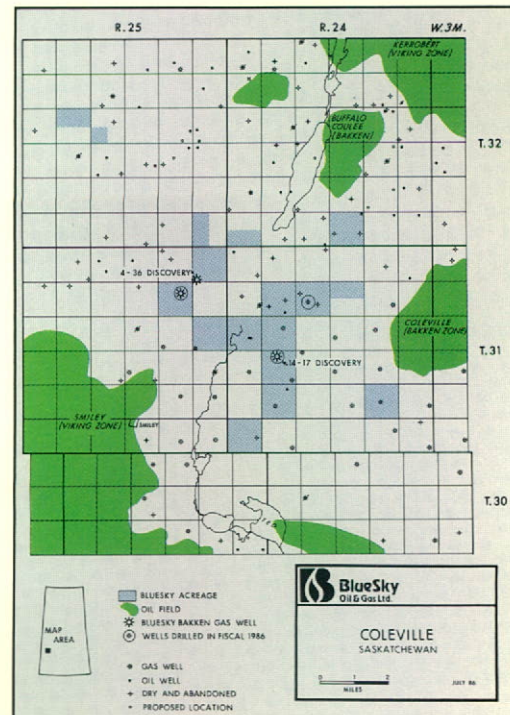 R. 25 R. 24 W. 3M.
KERROBERT
(VIKING ZONE)
BUFFALO
COULEE
(BAKKEN)
T. 32
4-36 DISCOVERY
COLEVILLE
(BAKKEN ZONE)
T. 31
14-17 DISCOVERY
SMILEY
(VIKING ZONE)
SMILEY
T. 30
MAP
AREA
BLUESKY ACREAGE
OIL FIELD
BLUESKY BAKKEN GAS WELL
WELLS DRILLED IN FISCAL 1986
GAS WELL
OIL WELL
DRY AND ABANDONED
PROPOSED LOCATION
BlueSky
Oil & Gas Ltd.
COLEVILLE
SASKATCHEWAN
0 1 2
MILES
JULY 86